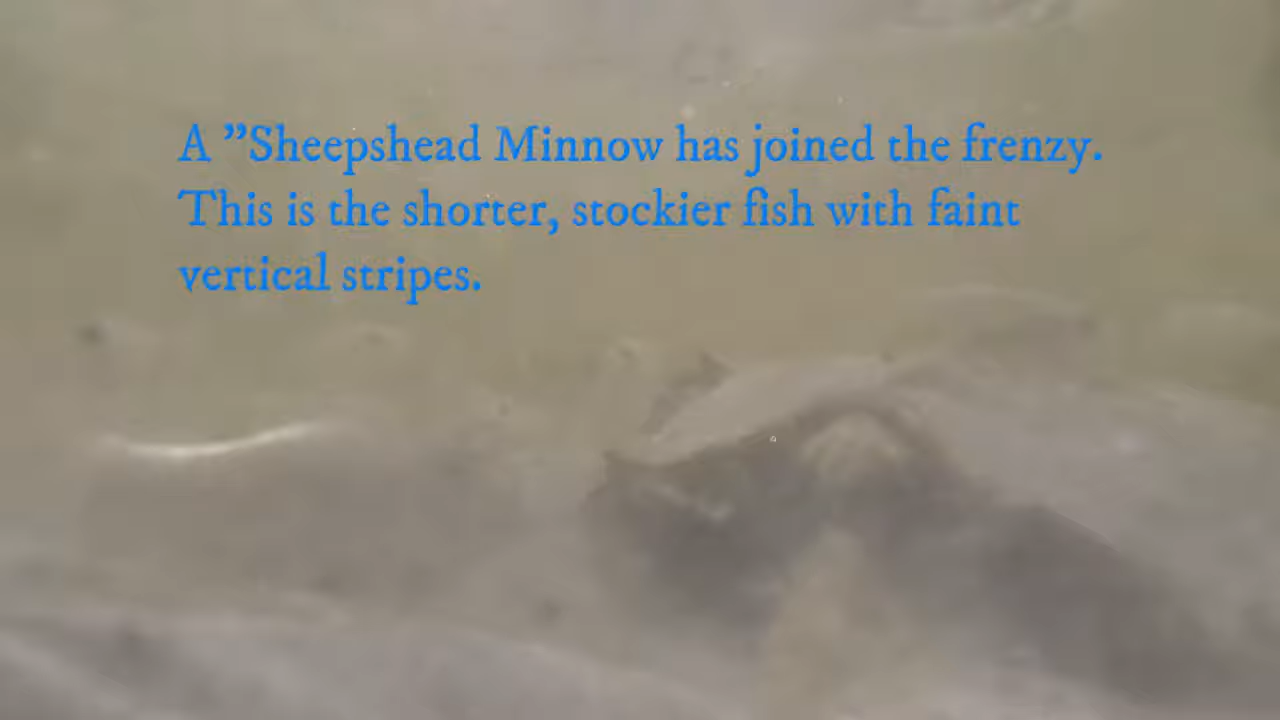 A ”Sheepshead Minnow has joined the frenzy.
This is the shorter, stockier fish with faint
vertical stripes.